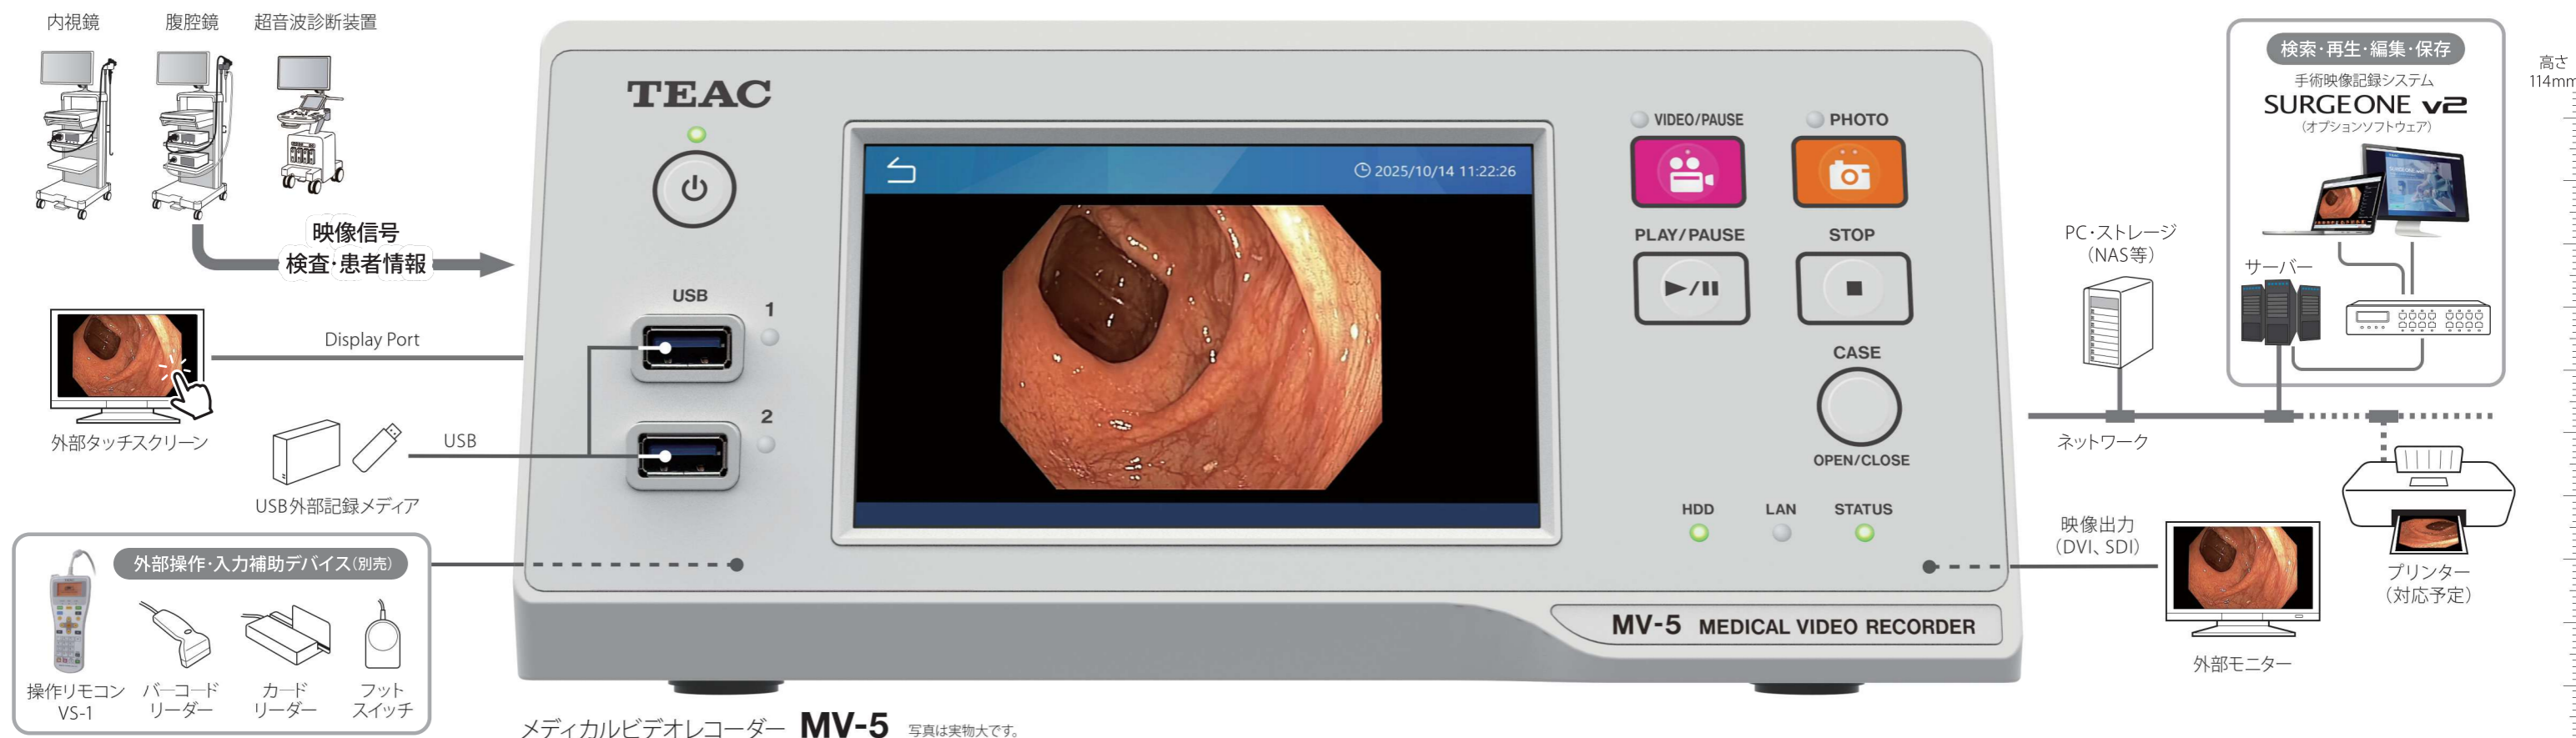 内視鏡
腹腔鏡
超音波診断装置
映像信号
検査・患者情報
Display Port
外部タッチスクリーン
USB
USB外部記録メディア
外部操作・入力補助デバイス(別売)
操作リモコン
VS-1
バーコード
リーダー
カード
リーダー
フット
スイッチ
TEAC
USB
1
2
2025/10/14 11:22:26
VIDEO/PAUSE
PHOTO
PLAY/PAUSE
STOP
CASE
OPEN/CLOSE
HDD
LAN
STATUS
MV-5 MEDICAL VIDEO RECORDER
メディカルビデオレコーダー MV-5 写真は実物大です。
PC・ストレージ
(NAS等)
ネットワーク
映像出力
(DVI、SDI)
外部モニター
検索・再生・編集・保存
手術映像記録システム
SURGEONE v2
(オプションソフトウェア)
サーバー
プリンター
(対応予定)
高さ
114mm